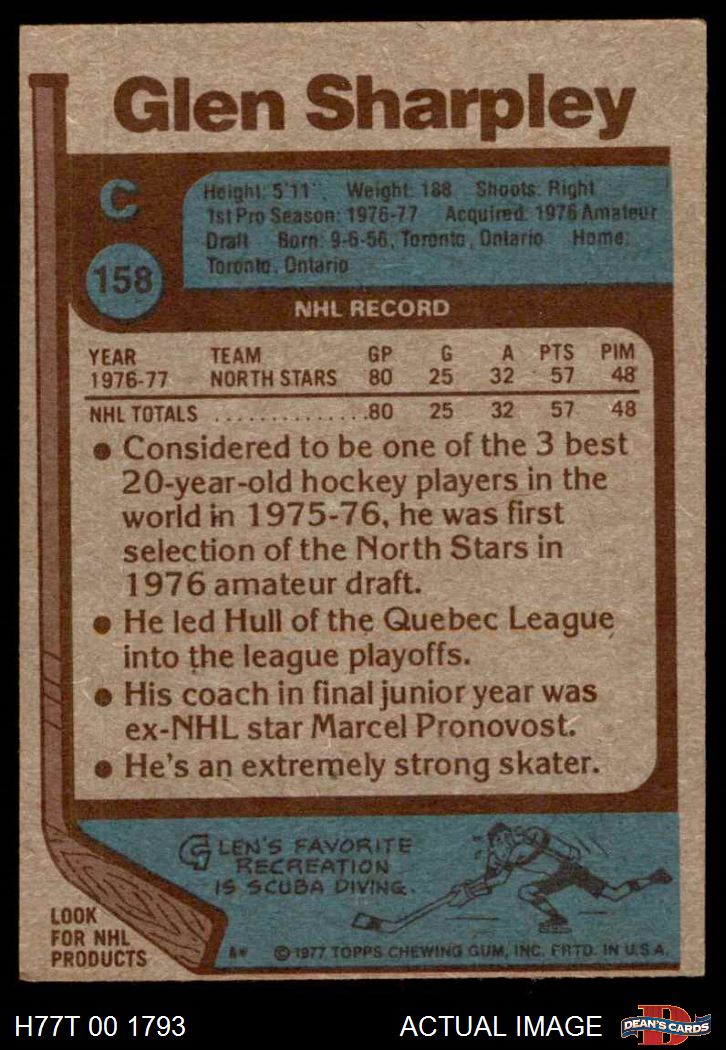 Glen Sharpley
C
158
Height: 5'11" Weight: 188 Shoots: Right
1st Pro Season: 1976-77 Acquired: 1976 Amateur
Draft Born: 9-6-56, Toronto, Ontario Home:
Toronto, Ontario
NHL RECORD
YEAR TEAM GP G A PTS PIM
1976-77 NORTH STARS 80 25 32 57 48
NHL TOTALS ..............80 25 32 57 48
● Considered to be one of the 3 best
20-year-old hockey players in the
world in 1975-76, he was first
selection of the North Stars in
1976 amateur draft.
● He led Hull of the Quebec League
into the league playoffs.
● His coach in final junior year was
ex-NHL star Marcel Pronovost.
● He's an extremely strong skater.
GLEN'S FAVORITE
RECREATION
IS SCUBA DIVING.
LOOK
FOR NHL
PRODUCTS
© 1977 TOPPS CHEWING GUM, INC. PRTD. IN U.S.A.
H77T 00 1793
ACTUAL IMAGE
D
DEAN'S CARDS